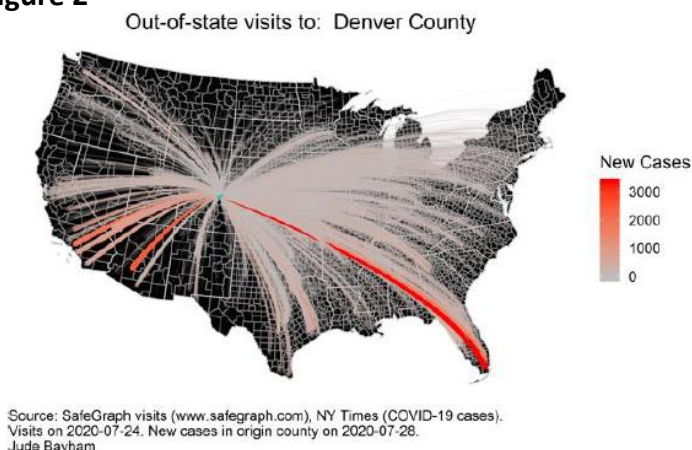 Figure 2
Out-of-state visits to: Denver County
New Cases
3000
2000
1000
0
Source: SafeGraph visits (www.safegraph.com), NY Times (COVID-19 cases).
Visits on 2020-07-24. New cases in origin county on 2020-07-28.
Jude Bayham